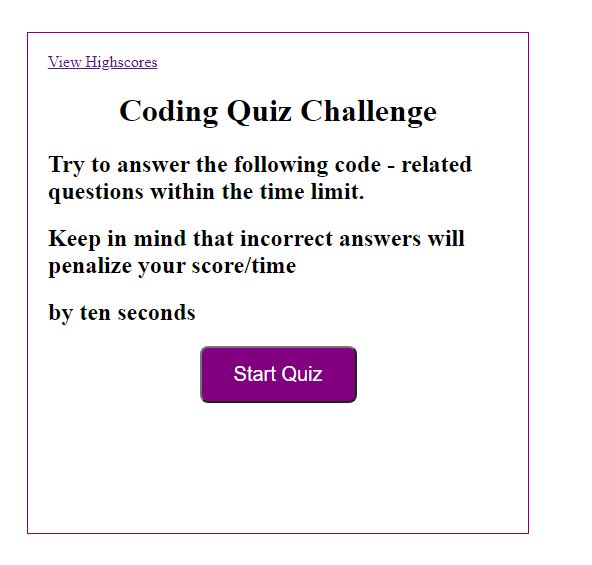 View Highscores
Coding Quiz Challenge
Try to answer the following code - related
questions within the time limit.
Keep in mind that incorrect answers will
penalize your score/time
by ten seconds
Start Quiz